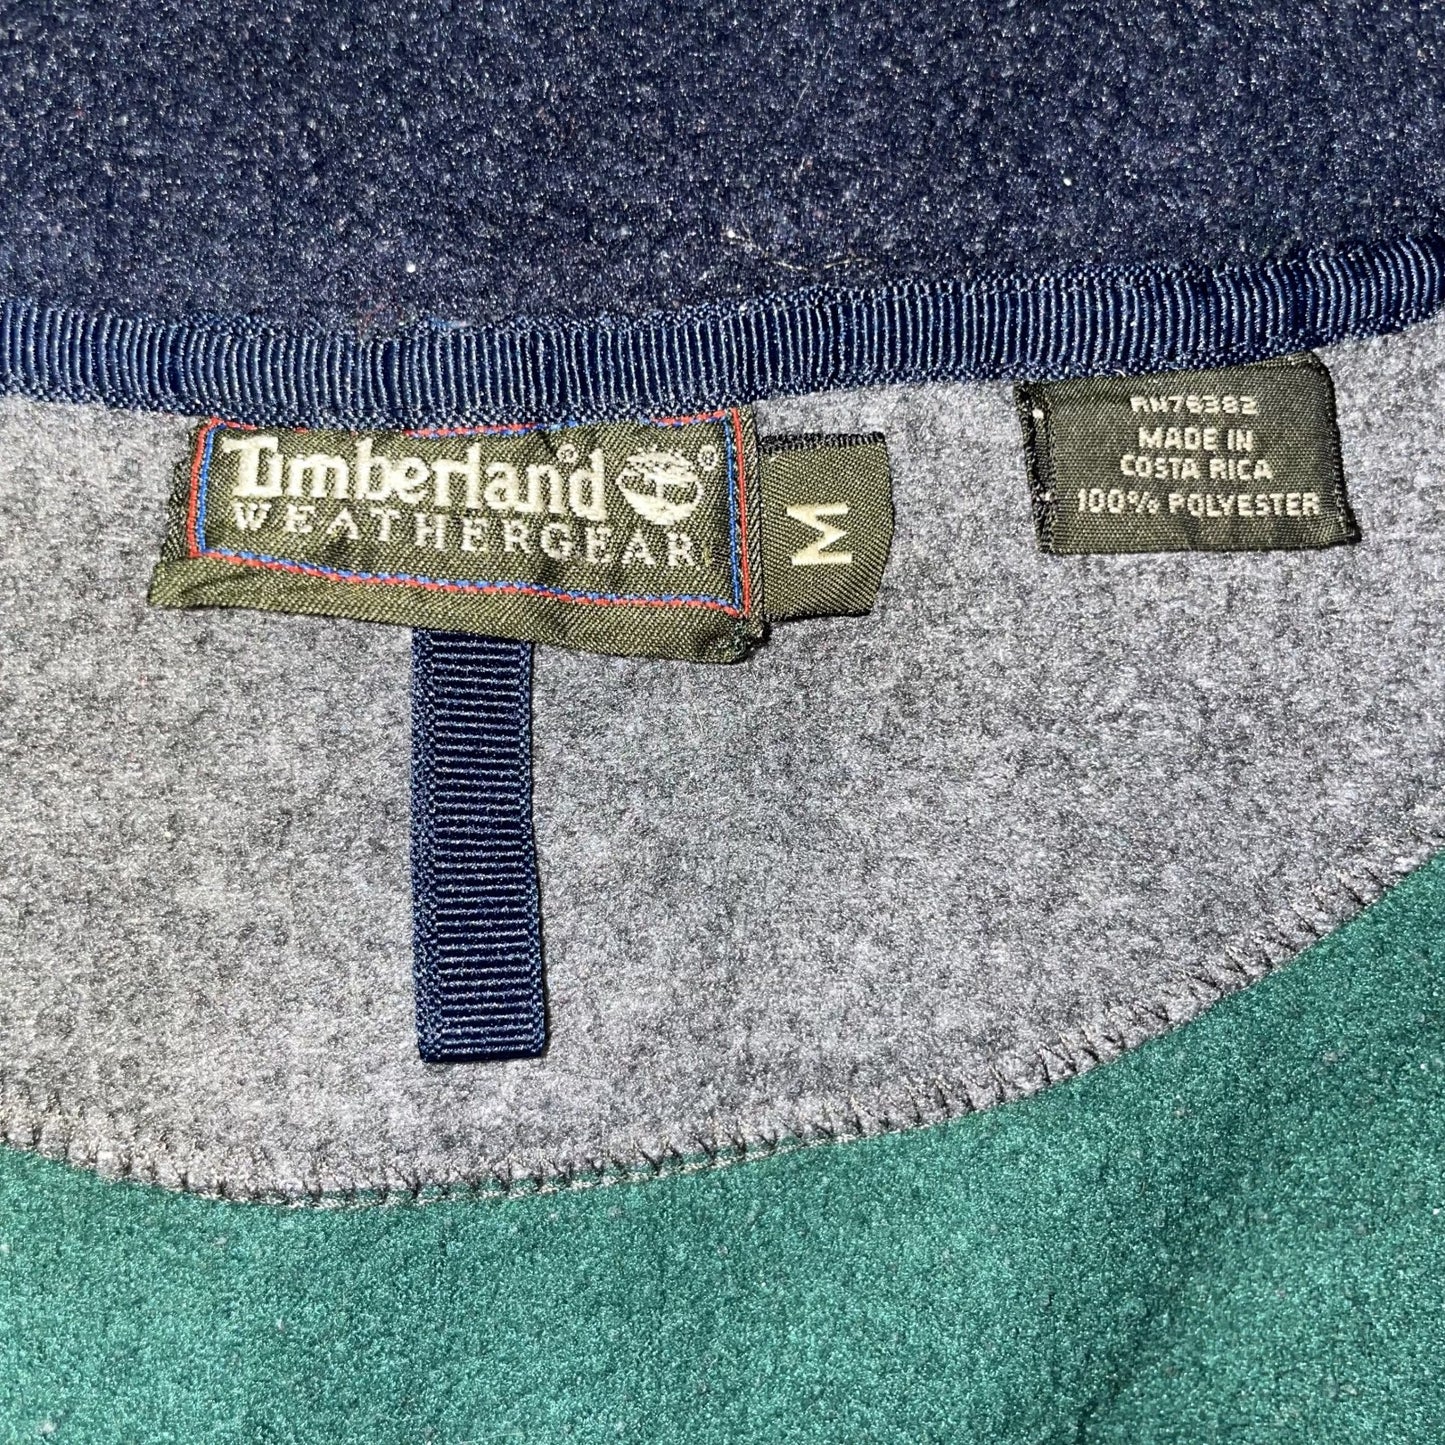 Timberland®
WEATHERGEAR
M
RN78382
MADE IN
COSTA RICA
100% POLYESTER